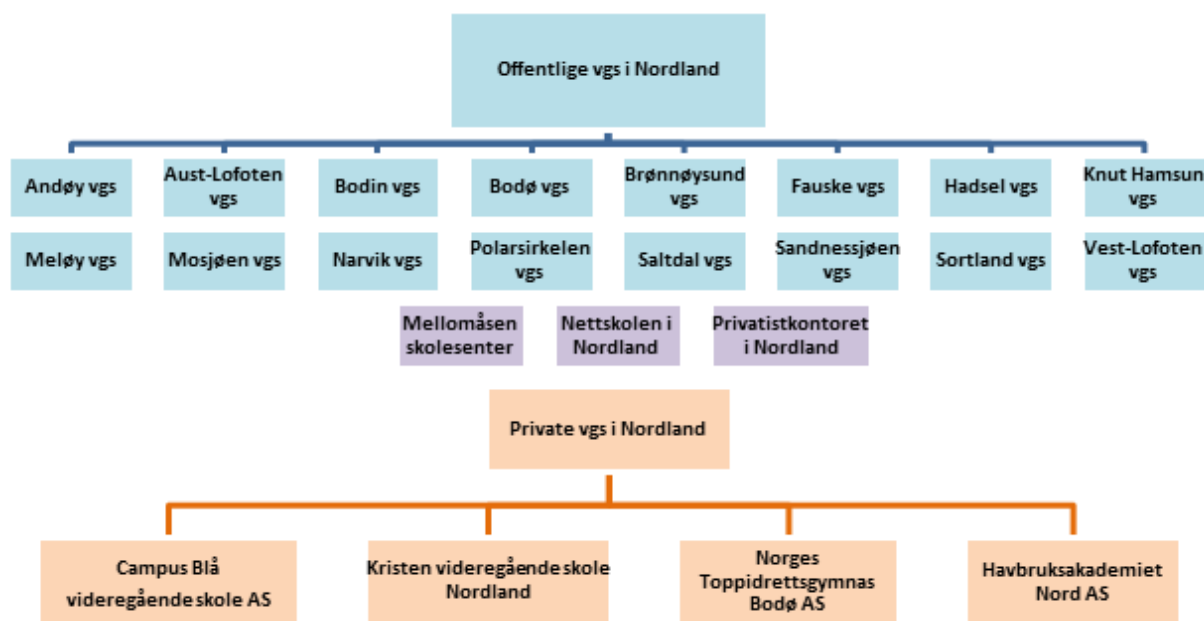 Offentlige vgs i Nordland
Andøy vgs
Aust-Lofoten
vgs
Bodin vgs
Bodø vgs
Brønnøysund
vgs
Fauske vgs
Hadsel vgs
Knut Hamsun
vgs
Meløy vgs
Mosjøen vgs
Narvik vgs
Polarsirkelen
vgs
Saltdal vgs
Sandnessjøen
vgs
Sortland vgs
Vest-Lofoten
vgs
Mellomåsen
skolesenter
Nettskolen i
Nordland
Privatistkontoret
i Nordland
Private vgs i Nordland
Campus Blå
videregående skole AS
Kristen videregående skole
Nordland
Norges
Toppidrettsgymnas
Bodø AS
Havbruksakademiet
Nord AS